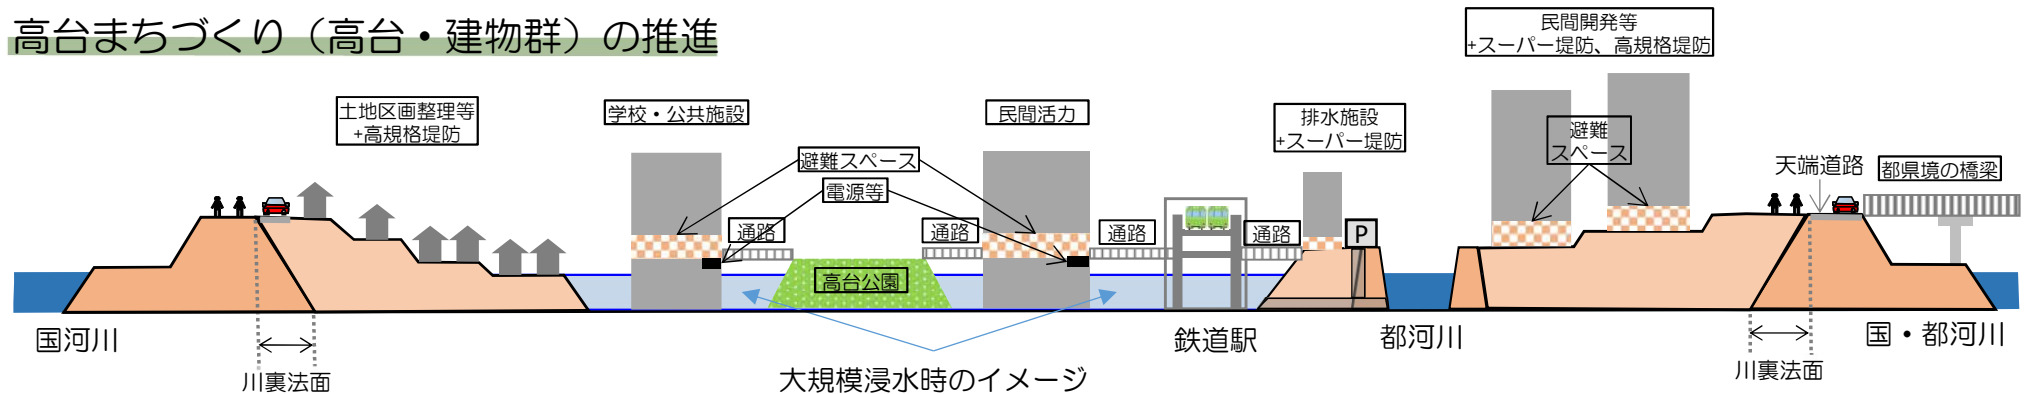 高台まちづくり（高台・建物群）の推進
土地区画整理等
+高規格堤防
学校・公共施設
民間活力
排水施設
+スーパー堤防
民間開発等
+スーパー堤防、高規格堤防
避難スペース
電源等
避難
スペース
天端道路
都県境の橋梁
通路
通路
通路
通路
P
高台公園
国河川
川裏法面
大規模浸水時のイメージ
鉄道駅
都河川
川裏法面
国・都河川